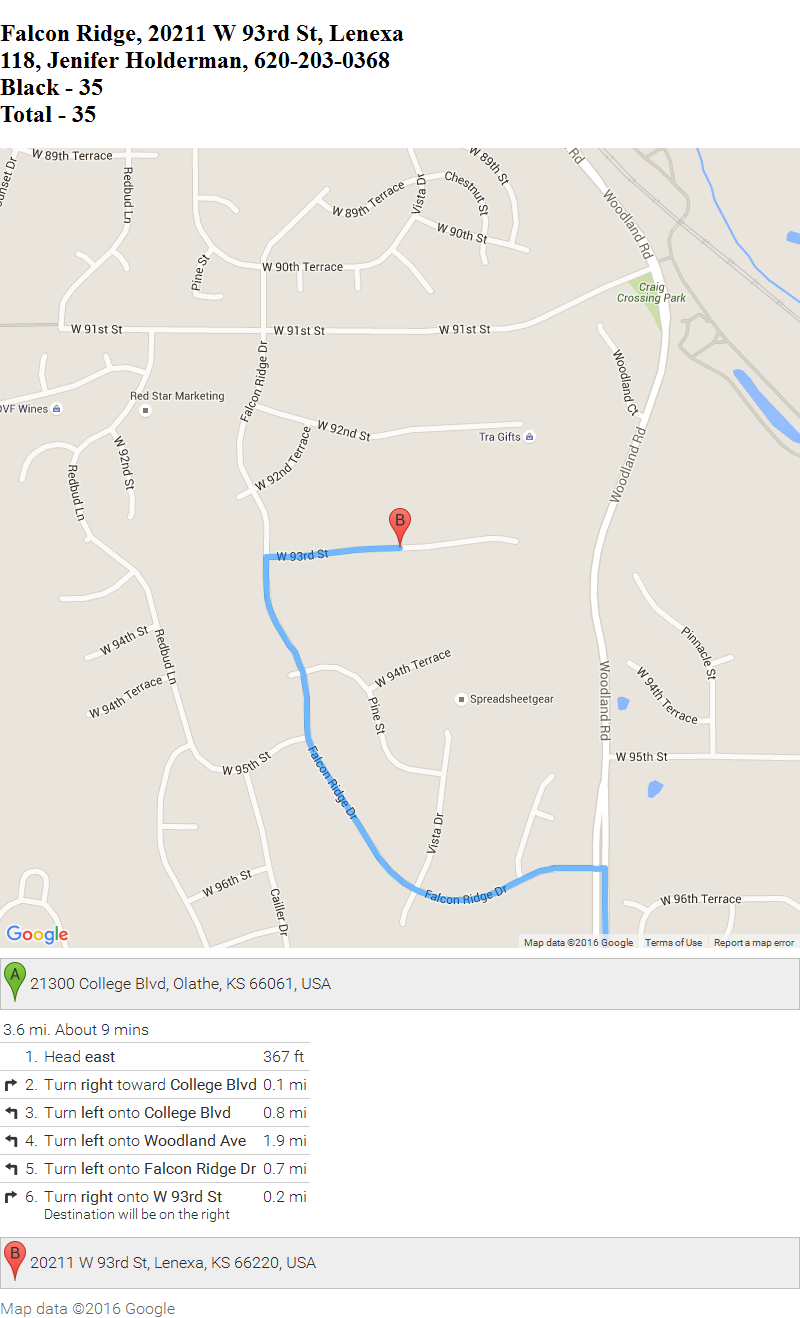 Falcon Ridge, 20211 W 93rd St, Lenexa
118, Jenifer Holderman, 620-203-0368
Black - 35
Total - 35
W 89th Terrace
Redbud Ln
W 89th St
Rd
Woodland Rd
Chestnut St
Vista Dr
W 89th Terrace
W 90th St
Pine St
W 90th Terrace
Craig
Crossing Park
W 91st St
W 91st St
W 91st St
Falcon Ridge Dr
Woodland Ct
Red Star Marketing
OVF Wines
W 92nd St
Tra Gifts
W 92nd St
W 92nd Terrace
Woodland Rd
Redbud Ln
B
W 93rd St
W 94th St
Redbud Ln
W 94th Terrace
Pinnacle St
W 94th Terrace
W 94th Terrace
Pine St
Spreadsheetgear
Woodland Rd
W 95th St
W 95th St
Falcon Ridge Dr
Vista Dr
W 96th St
Cailler Dr
Falcon Ridge Dr
W 96th Terrace
Google
Map data ©2016 Google Terms of Use Report a map error
A 21300 College Blvd, Olathe, KS 66061, USA
3.6 mi. About 9 mins
1. Head east 367 ft
2. Turn right toward College Blvd 0.1 mi
3. Turn left onto College Blvd 0.8 mi
4. Turn left onto Woodland Ave 1.9 mi
5. Turn left onto Falcon Ridge Dr 0.7 mi
6. Turn right onto W 93rd St 0.2 mi
Destination will be on the right
B 20211 W 93rd St, Lenexa, KS 66220, USA
Map data ©2016 Google